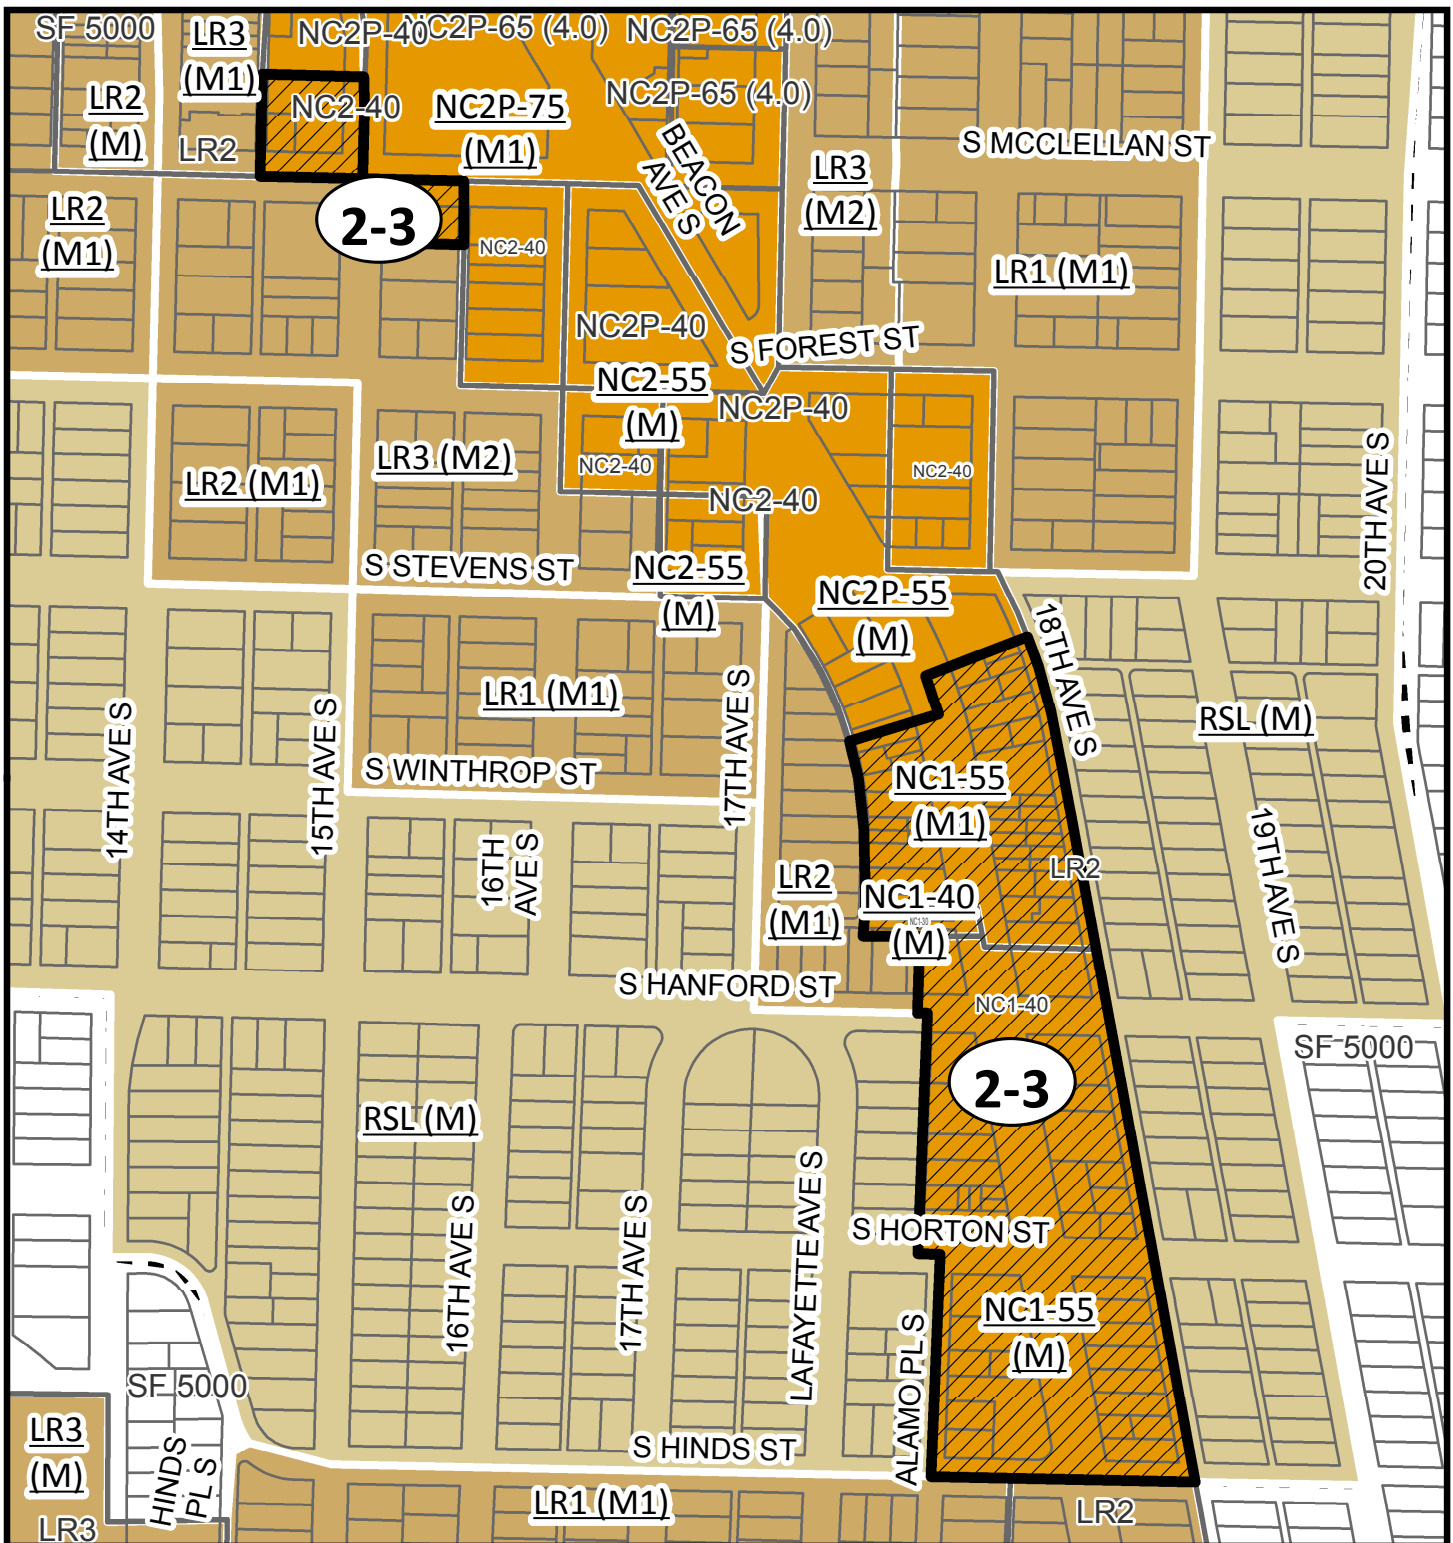 SF 5000
LR3
(M1)
NC2P-40
NC2P-65 (4.0)
NC2P-65 (4.0)
LR2
(M)
LR2
NC2-40
NC2P-75
(M1)
NC2P-65 (4.0)
BEACON
AVE S
S MCCLELLAN ST
LR3
(M2)
LR2
(M1)
2-3
NC2-40
LR1 (M1)
NC2P-40
S FOREST ST
NC2-55
(M)
NC2P-40
LR2 (M1)
LR3 (M2)
NC2-40
NC2-40
NC2-40
20TH AVE S
S STEVENS ST
NC2-55
(M)
NC2P-55
(M)
18TH AVE S
LR1 (M1)
17TH AVE S
RSL (M)
14TH AVE S
15TH AVE S
S WINTHROP ST
NC1-55
(M1)
16TH
AVE S
LR2
(M1)
LR2
NC1-40
NC1-30
(M)
19TH AVE S
S HANFORD ST
NC1-40
SF 5000
2-3
RSL (M)
16TH AVE S
17TH AVE S
LAFAYETTE AVE S
S HORTON ST
NC1-55
(M)
ALAMO PL S
SF 5000
LR3
(M)
HINDS
PL S
S HINDS ST
LR1 (M1)
LR2
LR3